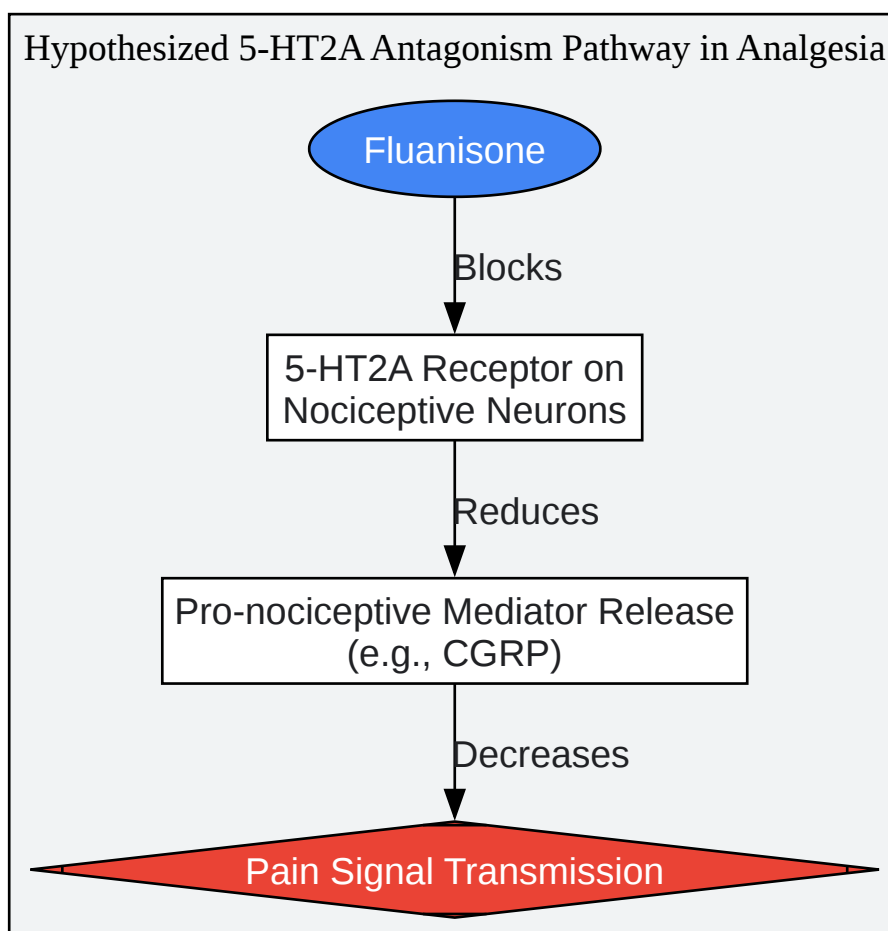 Hypothesized 5-HT2A Antagonism Pathway in Analgesia
Fluanisone
Blocks
5-HT2A Receptor on
Nociceptive Neurons
Reduces
Pro-nociceptive Mediator Release
(e.g., CGRP)
Decreases
Pain Signal Transmission